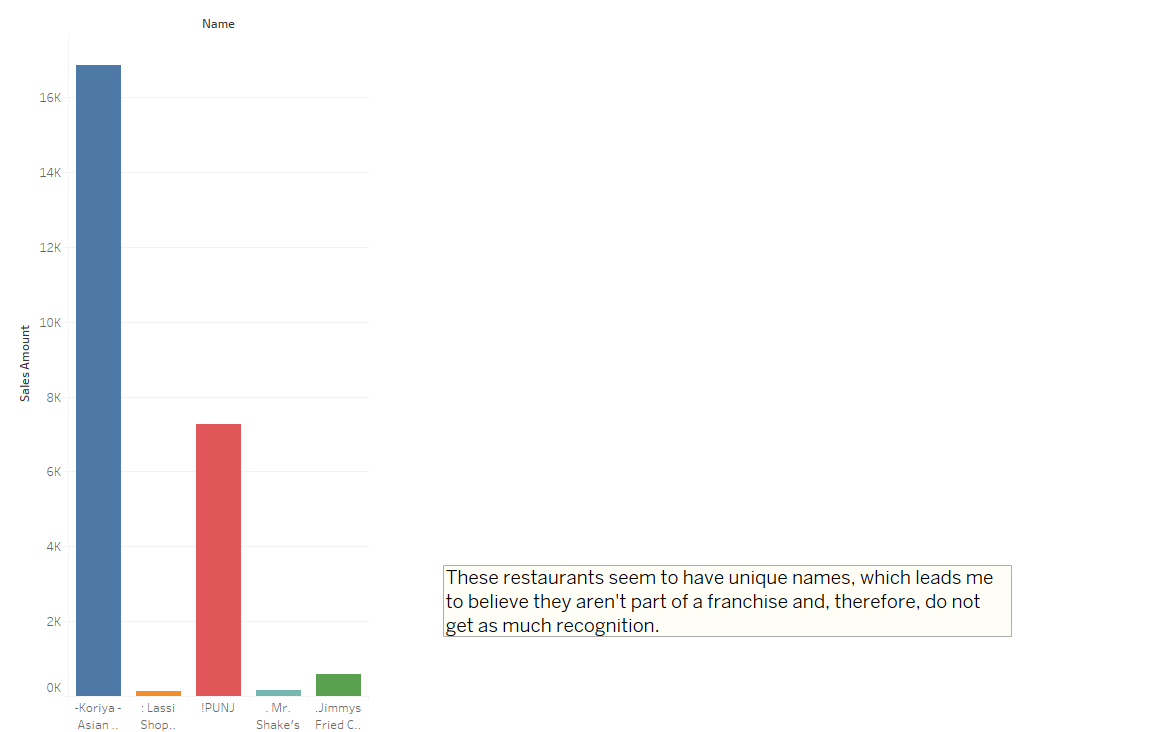 Name
16K
14K
12K
10K
8K
6K
4K
2K
0K
Sales Amount
-Koriya -
Asian ..
: Lassi
Shop..
!PUNJ
. Mr.
Shake's
.Jimmys
Fried C..
These restaurants seem to have unique names, which leads me
to believe they aren't part of a franchise and, therefore, do not
get as much recognition.